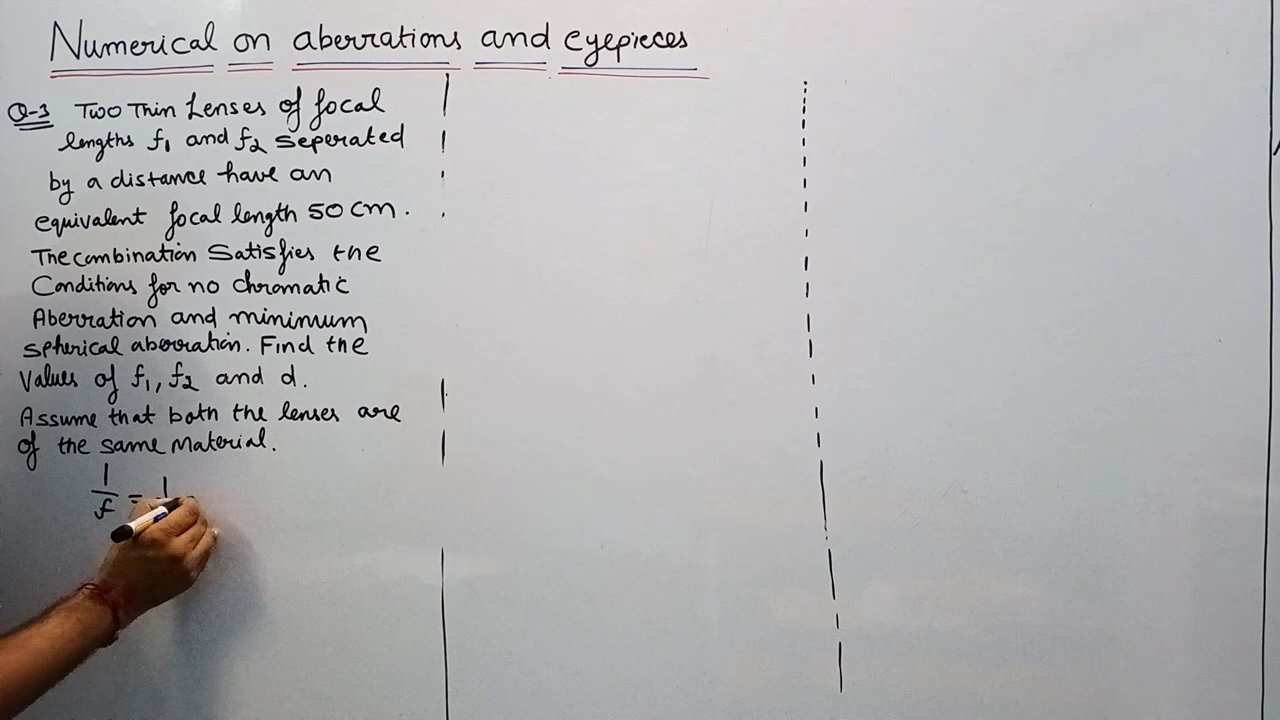 Numerical on aberrations and eyepieces
Q-3 Two Thin Lenses of focal
lengths f₁ and f₂ seperated
by a distance have an
equivalent focal length 50 cm.
The combination Satisfies the
Conditions for no chromatic
Aberration and minimum
spherical aberration. Find the
Values of f₁, f₂ and d.
Assume that both the lenses are
of the same Material.
1/f = 1